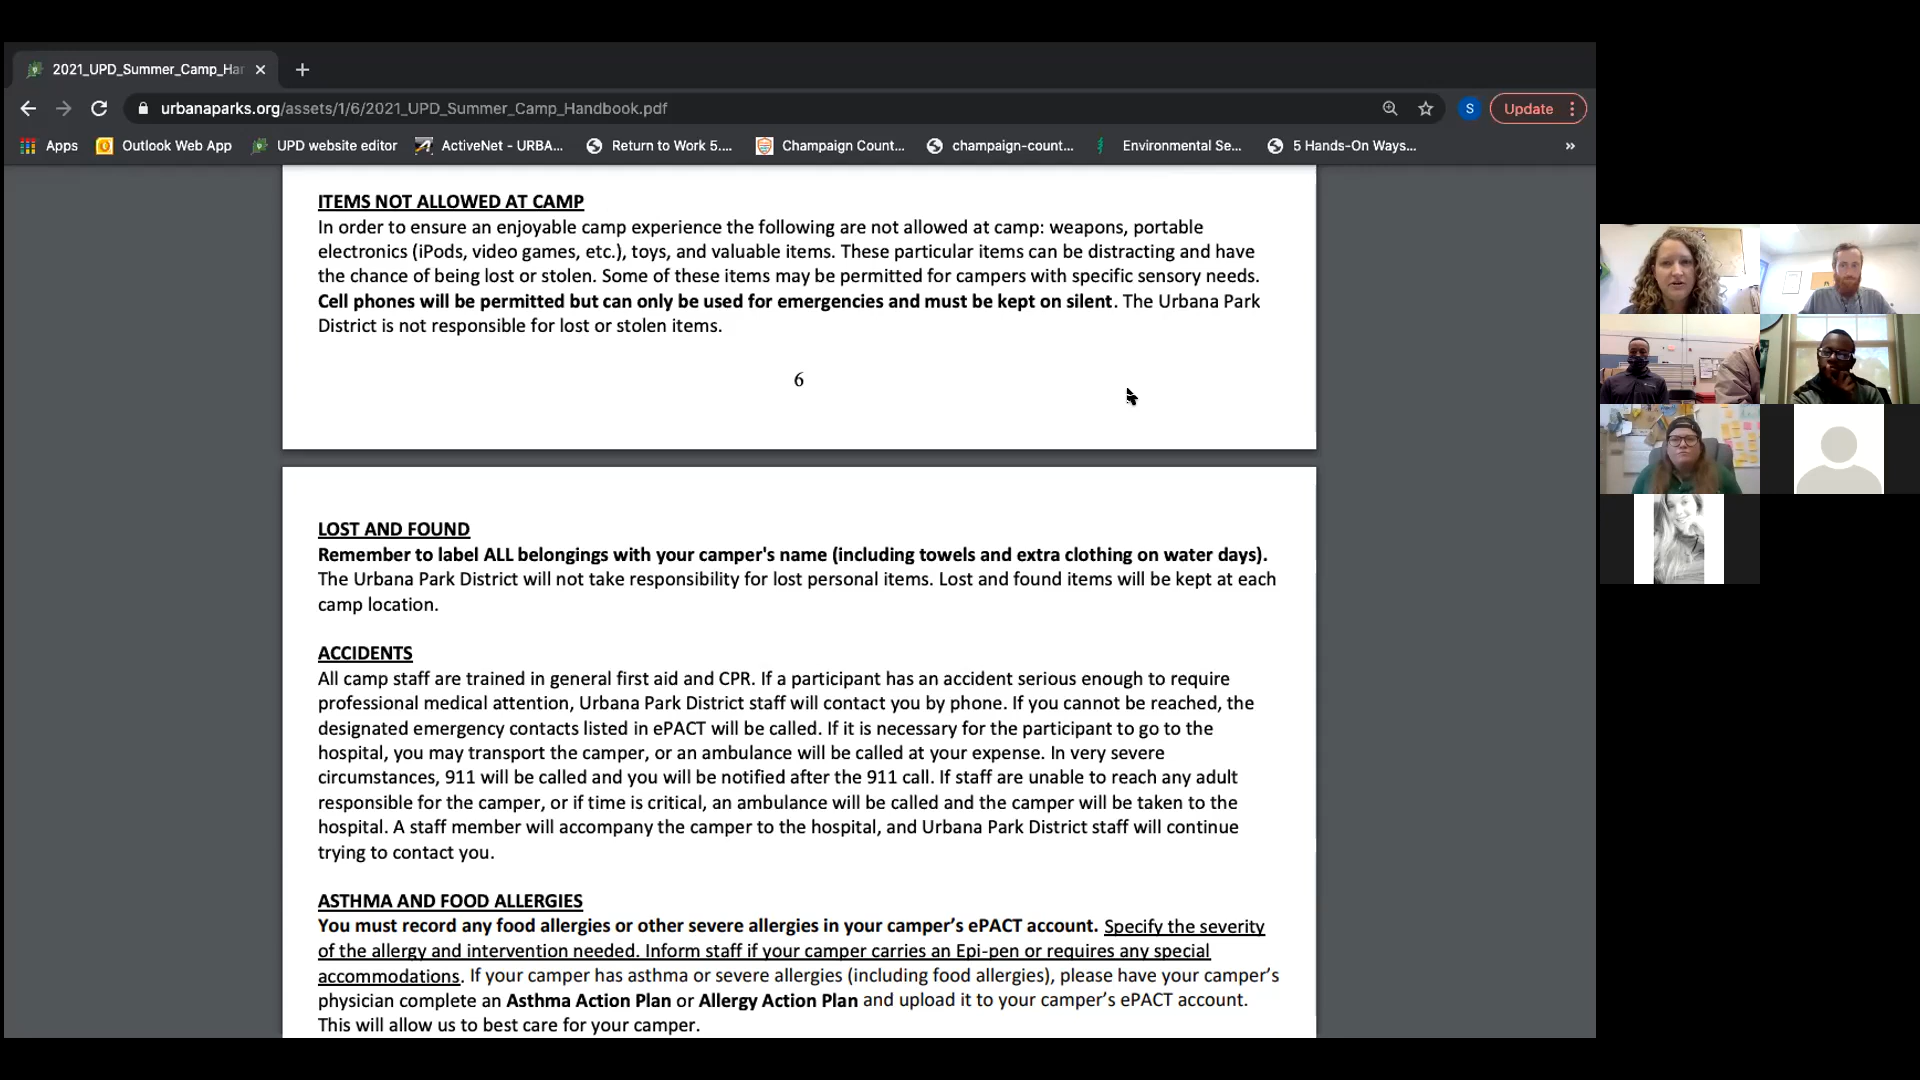 2021_UPD_Summer_Camp_Har
urbanaparks.org/assets/1/6/2021_UPD_Summer_Camp_Handbook.pdf
S
Update
Apps
Outlook Web App
UPD website editor
ActiveNet - URBA...
Return to Work 5....
Champaign Count...
champaign-count...
Environmental Se...
5 Hands-On Ways...
»
ITEMS NOT ALLOWED AT CAMP
In order to ensure an enjoyable camp experience the following are not allowed at camp: weapons, portable
electronics (iPods, video games, etc.), toys, and valuable items. These particular items can be distracting and have
the chance of being lost or stolen. Some of these items may be permitted for campers with specific sensory needs.
Cell phones will be permitted but can only be used for emergencies and must be kept on silent. The Urbana Park
District is not responsible for lost or stolen items.
6
LOST AND FOUND
Remember to label ALL belongings with your camper's name (including towels and extra clothing on water days).
The Urbana Park District will not take responsibility for lost personal items. Lost and found items will be kept at each
camp location.
ACCIDENTS
All camp staff are trained in general first aid and CPR. If a participant has an accident serious enough to require
professional medical attention, Urbana Park District staff will contact you by phone. If you cannot be reached, the
designated emergency contacts listed in ePACT will be called. If it is necessary for the participant to go to the
hospital, you may transport the camper, or an ambulance will be called at your expense. In very severe
circumstances, 911 will be called and you will be notified after the 911 call. If staff are unable to reach any adult
responsible for the camper, or if time is critical, an ambulance will be called and the camper will be taken to the
hospital. A staff member will accompany the camper to the hospital, and Urbana Park District staff will continue
trying to contact you.
ASTHMA AND FOOD ALLERGIES
You must record any food allergies or other severe allergies in your camper’s ePACT account. Specify the severity
of the allergy and intervention needed. Inform staff if your camper carries an Epi-pen or requires any special
accommodations. If your camper has asthma or severe allergies (including food allergies), please have your camper’s
physician complete an Asthma Action Plan or Allergy Action Plan and upload it to your camper’s ePACT account.
This will allow us to best care for your camper.